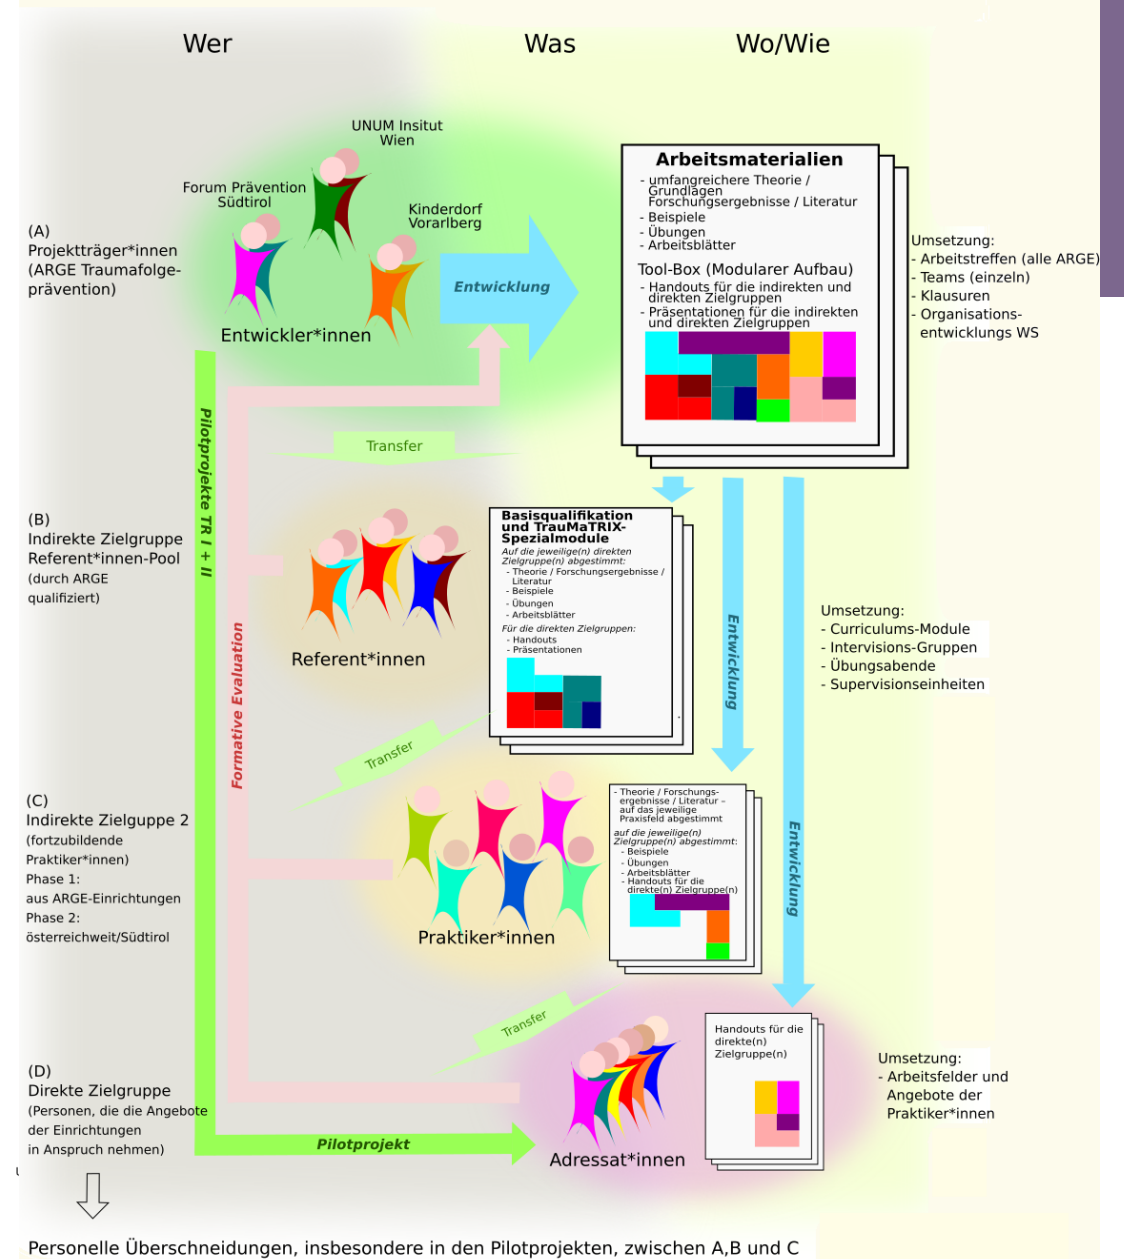 Wer
Was
Wo/Wie
UNUM Insitut
Wien
Forum Prävention
Südtirol
Kinderdorf
Vorarlberg
(A)
Projektträger*innen
(ARGE Traumafolge-
prävention)
Entwickler*innen
Entwicklung
Arbeitsmaterialien
- umfangreichere Theorie /
Grundlagen
Forschungsergebnisse / Literatur
- Beispiele
- Übungen
- Arbeitsblätter
Tool-Box (Modularer Aufbau)
- Handouts für die indirekten und
direkten Zielgruppen
- Präsentationen für die indirekten
und direkten Zielgruppen
Umsetzung:
- Arbeitstreffen (alle ARGE)
- Teams (einzeln)
- Klausuren
- Organisations-
entwicklungs WS
Pilotprojekte TR I + II
Transfer
(B)
Indirekte Zielgruppe
Referent*innen-Pool
(durch ARGE
qualifiziert)
Referent*innen
Formative Evaluation
Basisqualifikation
und TrauMaTRIX-
Spezialmodule
Auf die jeweilige(n) direkten
Zielgruppe(n) abgestimmt:
- Theorie / Forschungsergebnisse /
Literatur
- Beispiele
- Übungen
- Arbeitsblätter
Für die direkten Zielgruppen:
- Handouts
- Präsentationen
Entwicklung
Umsetzung:
- Curriculums-Module
- Intervisions-Gruppen
- Übungsabende
- Supervisionseinheiten
Transfer
(C)
Indirekte Zielguppe 2
(fortzubildende
Praktiker*innen)
Phase 1:
aus ARGE-Einrichtungen
Phase 2:
österreichweit/Südtirol
Praktiker*innen
- Theorie / Forschungs-
ergebnisse / Literatur –
auf das jeweilige
Praxisfeld abgestimmt
auf die jeweilige(n)
Zielgruppe(n) abgestimmt:
- Beispiele
- Übungen
- Arbeitsblätter
- Handouts für die
direkte(n) Zielgruppe(n)
Entwicklung
Transfer
(D)
Direkte Zielgruppe
(Personen, die die Angebote
der Einrichtungen
in Anspruch nehmen)
Pilotprojekt
Adressat*innen
Handouts für die
direkte(n)
Zielgruppe(n)
Umsetzung:
- Arbeitsfelder und
Angebote der
Praktiker*innen
Personelle Überschneidungen, insbesondere in den Pilotprojekten, zwischen A,B und C